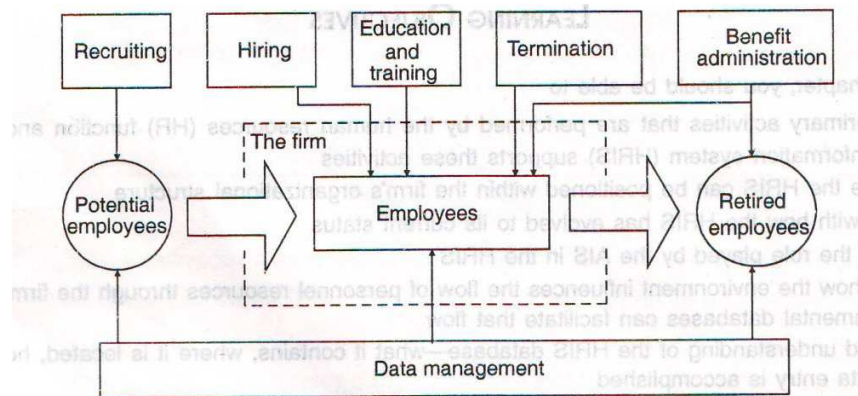 Recruiting
Hiring
Education
and
training
Termination
Benefit
administration
The firm
Potential
employees
Employees
Retired
employees
Data management